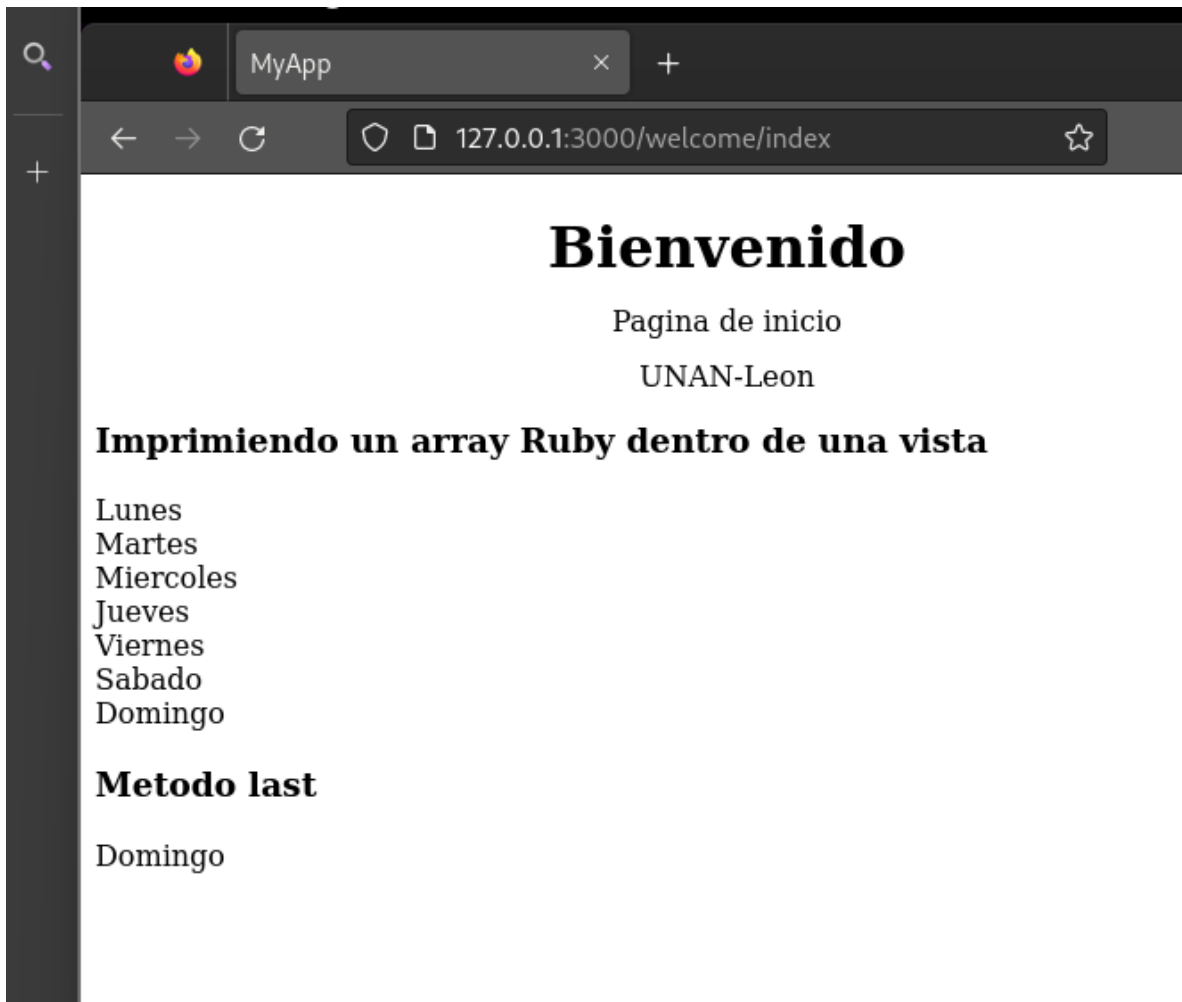 MyApp
127.0.0.1:3000/welcome/index
Bienvenido
Pagina de inicio
UNAN-Leon
Imprimiendo un array Ruby dentro de una vista
Lunes
Martes
Miercoles
Jueves
Viernes
Sabado
Domingo
Metodo last
Domingo